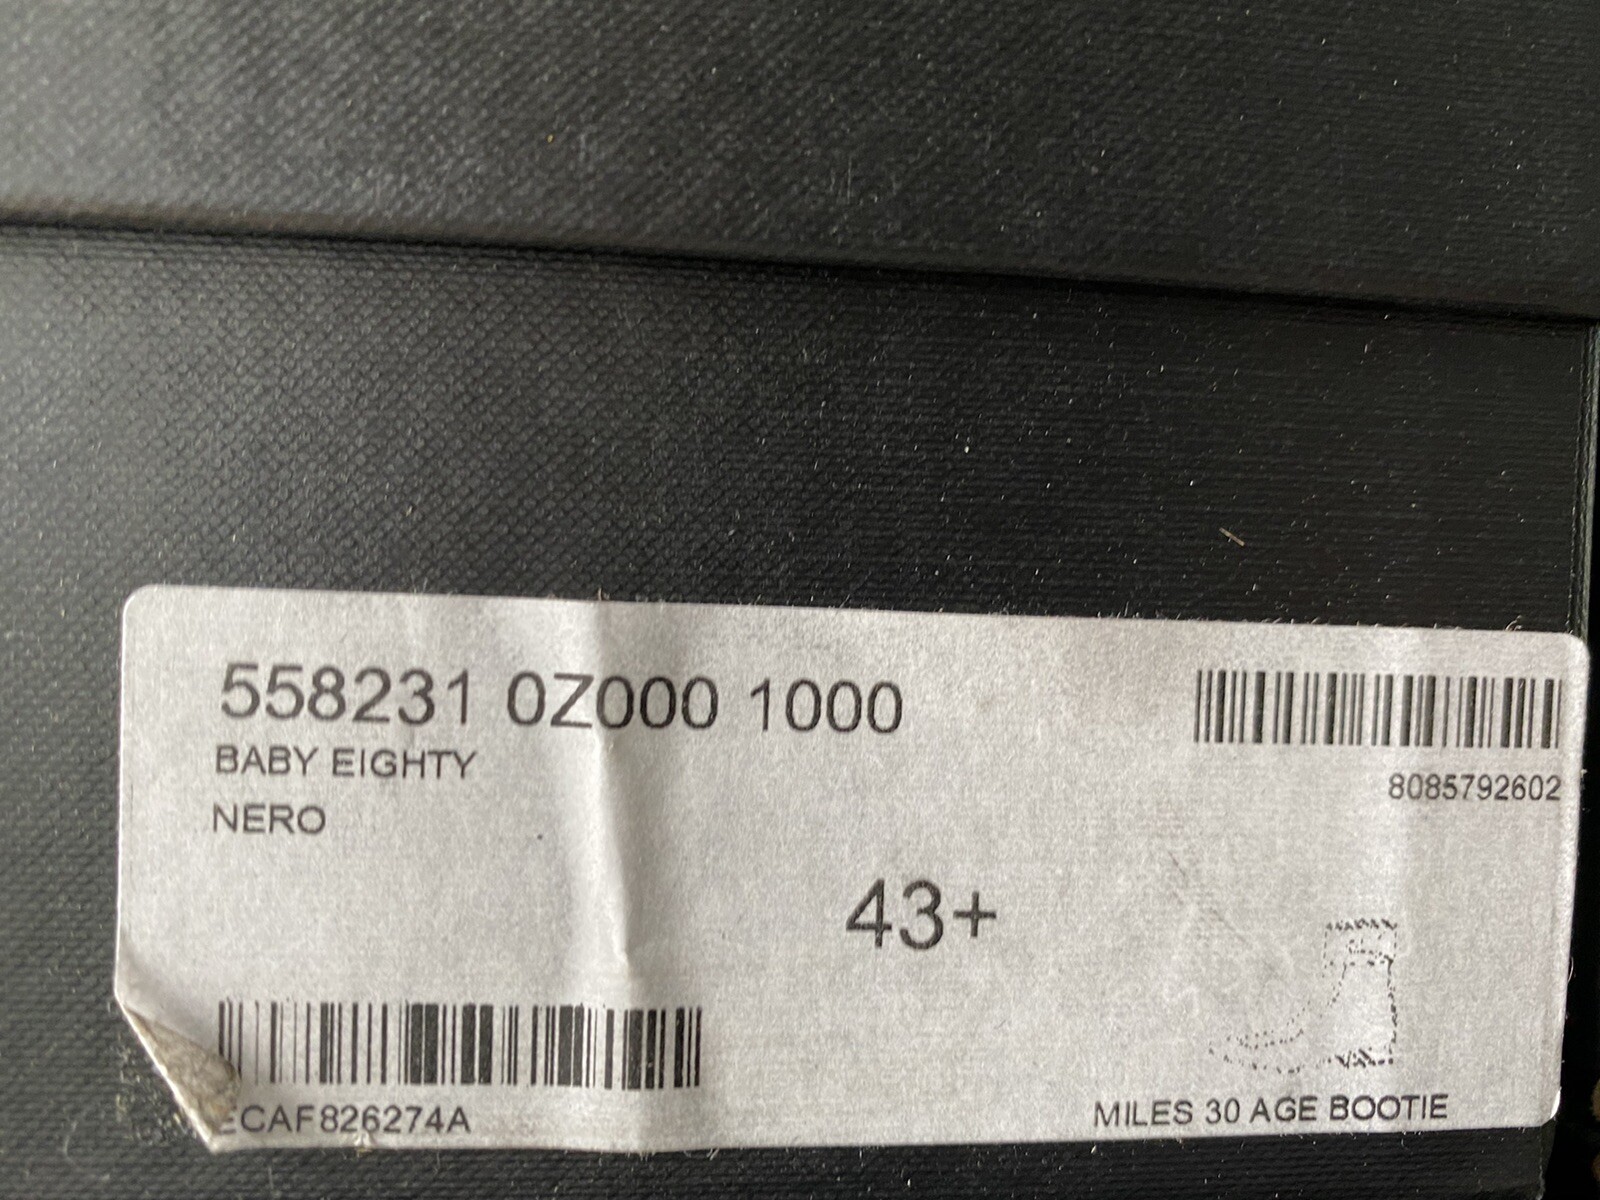 558231 0Z000 1000
BABY EIGHTY
NERO
8085792602
43+
ECAF826274A
MILES 30 AGE BOOTIE